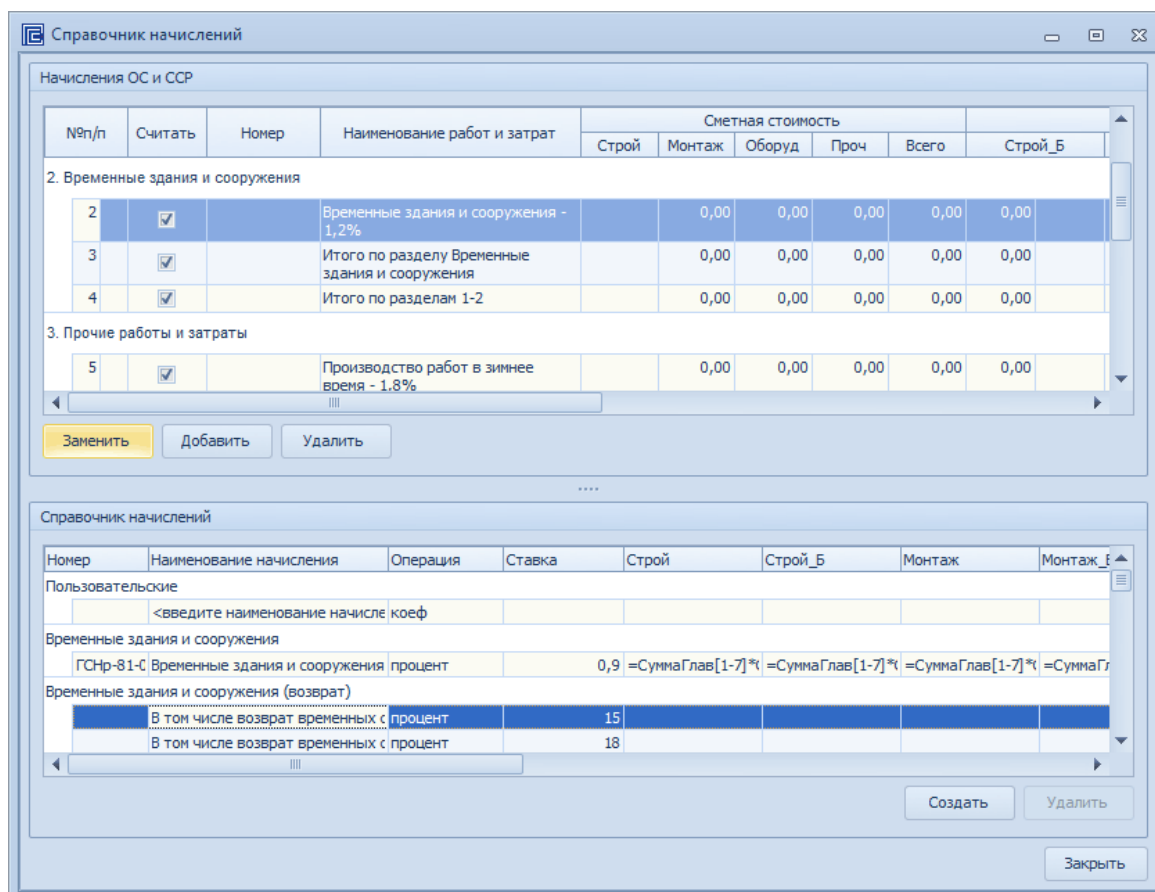 Справочник начислений
Начисления ОС и ССР
№п/п Считать Номер Наименование работ и затрат Сметная стоимость
Строй Монтаж Оборуд Проч Всего Строй_Б
2. Временные здания и сооружения
2 Временные здания и сооружения - 0,00 0,00 0,00 0,00 0,00
1,2%
3 Итого по разделу Временные 0,00 0,00 0,00 0,00 0,00
здания и сооружения
4 Итого по разделам 1-2 0,00 0,00 0,00 0,00 0,00
3. Прочие работы и затраты
5 Производство работ в зимнее 0,00 0,00 0,00 0,00 0,00
время - 1,8%
Заменить Добавить Удалить
Справочник начислений
Номер Наименование начисления Операция Ставка Строй Строй_Б Монтаж Монтаж_Б
Пользовательские
<введите наименование начисле коеф
Временные здания и сооружения
ГСНр-81-0 Временные здания и сооружения процент 0,9 =СуммаГлав[1-7]*( =СуммаГлав[1-7]*( =СуммаГлав[1-7]*( =СуммаГл
Временные здания и сооружения (возврат)
В том числе возврат временных с процент 15
В том числе возврат временных с процент 18
Создать Удалить
Закрыть